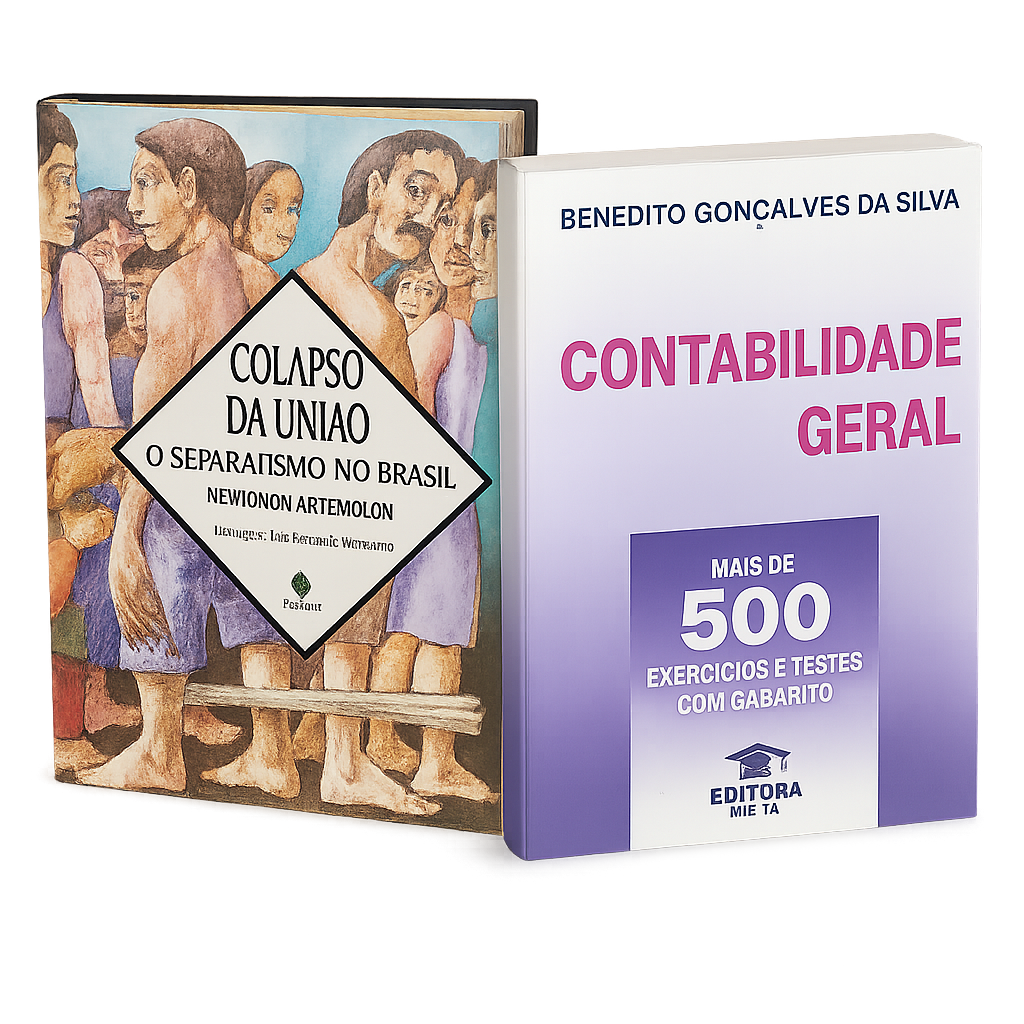 COLAPSO
DA UNIAO
O SEPARATISMO NO BRASIL
NEWIONON ARTEMOLON
BENEDITO GONÇALVES DA SILVA
CONTABILIDADE
GERAL
MAIS DE
500
EXERCICIOS E TESTES
COM GABARITO
EDITORA
MIE TA